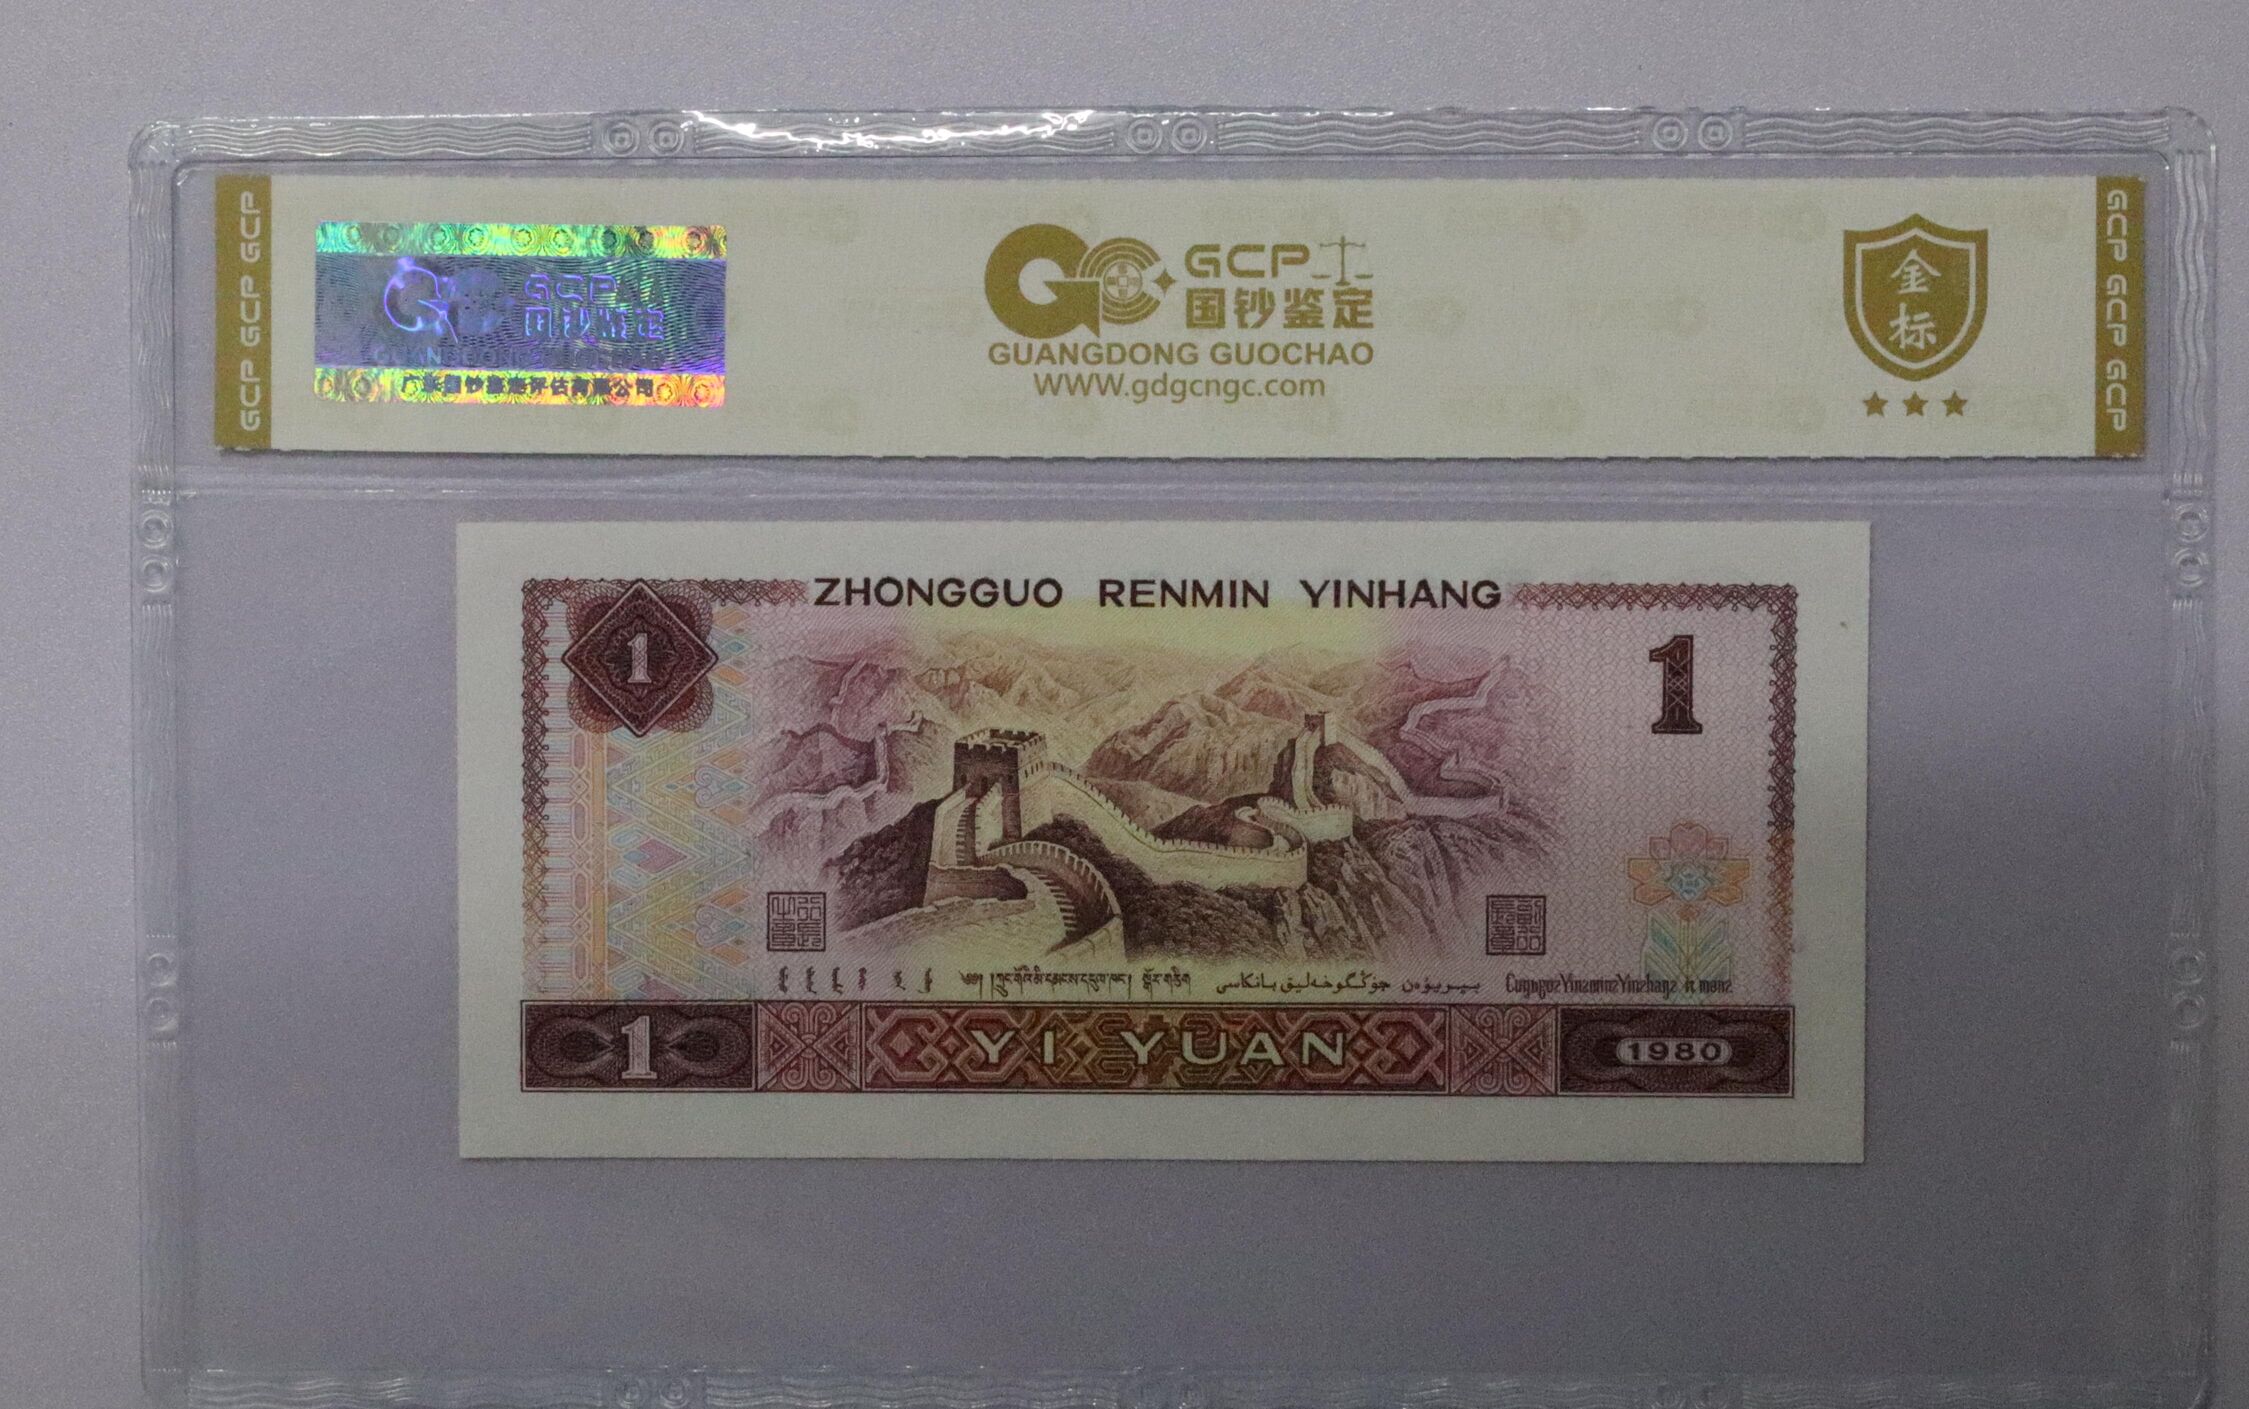 GCP GCP GCP
GCP
国钞鉴定
GUANGDONG GUOCHAO
广东国钞鉴定评估有限公司
GCP
国钞鉴定
GUANGDONG GUOCHAO
WWW.gdgcngc.com
金
标
GCP GCP GCP
ZHONGGUO RENMIN YINHANG
1
1
1
YI YUAN
1980